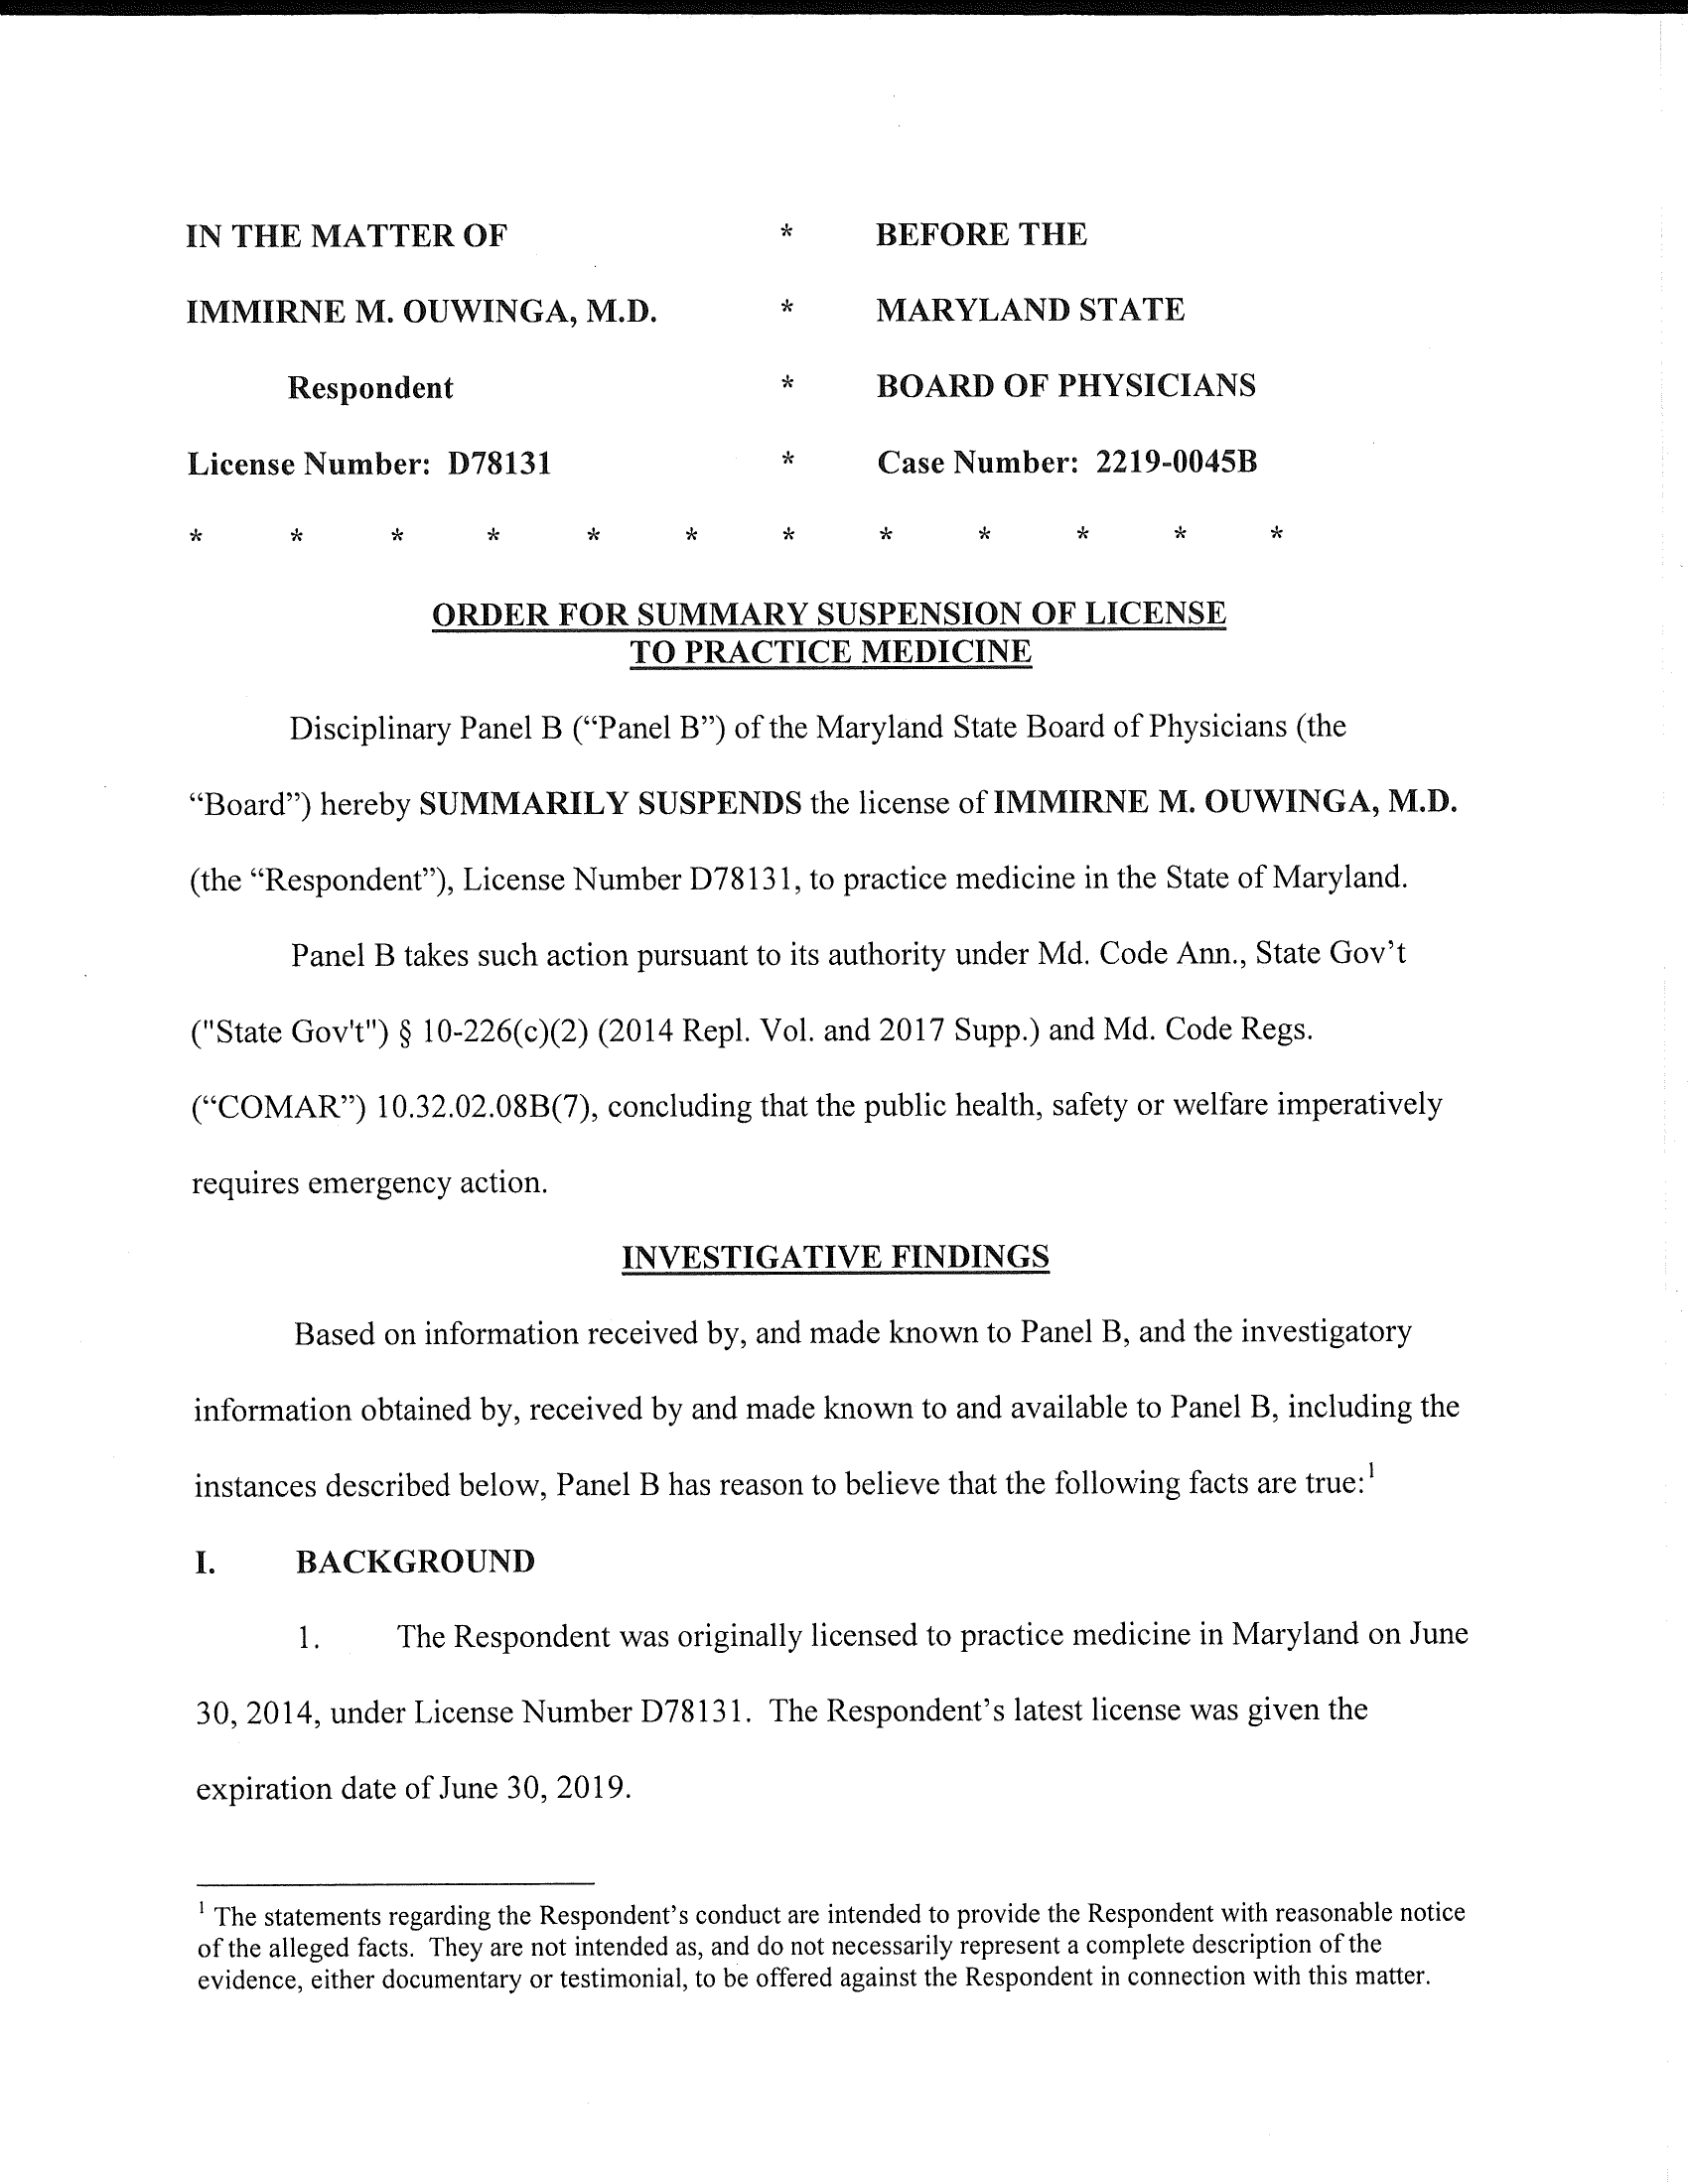 IN THE MATTER OF * BEFORE THE
IMMIRNE M. OUWINGA, M.D. * MARYLAND STATE
Respondent * BOARD OF PHYSICIANS
License Number: D78131 * Case Number: 2219-0045B
* * * * * * * * * * * *
ORDER FOR SUMMARY SUSPENSION OF LICENSE
TO PRACTICE MEDICINE
Disciplinary Panel B (“Panel B”) of the Maryland State Board of Physicians (the
“Board”) hereby SUMMARILY SUSPENDS the license of IMMIRNE M. OUWINGA, M.D.
(the “Respondent”), License Number D78131, to practice medicine in the State of Maryland.
Panel B takes such action pursuant to its authority under Md. Code Ann., State Gov’t
("State Gov't") § 10-226(c)(2) (2014 Repl. Vol. and 2017 Supp.) and Md. Code Regs.
(“COMAR”) 10.32.02.08B(7), concluding that the public health, safety or welfare imperatively
requires emergency action.
INVESTIGATIVE FINDINGS
Based on information received by, and made known to Panel B, and the investigatory
information obtained by, received by and made known to and available to Panel B, including the
instances described below, Panel B has reason to believe that the following facts are true:1
I. BACKGROUND
1. The Respondent was originally licensed to practice medicine in Maryland on June
30, 2014, under License Number D78131. The Respondent’s latest license was given the
expiration date of June 30, 2019.
1 The statements regarding the Respondent’s conduct are intended to provide the Respondent with reasonable notice
of the alleged facts. They are not intended as, and do not necessarily represent a complete description of the
evidence, either documentary or testimonial, to be offered against the Respondent in connection with this matter.